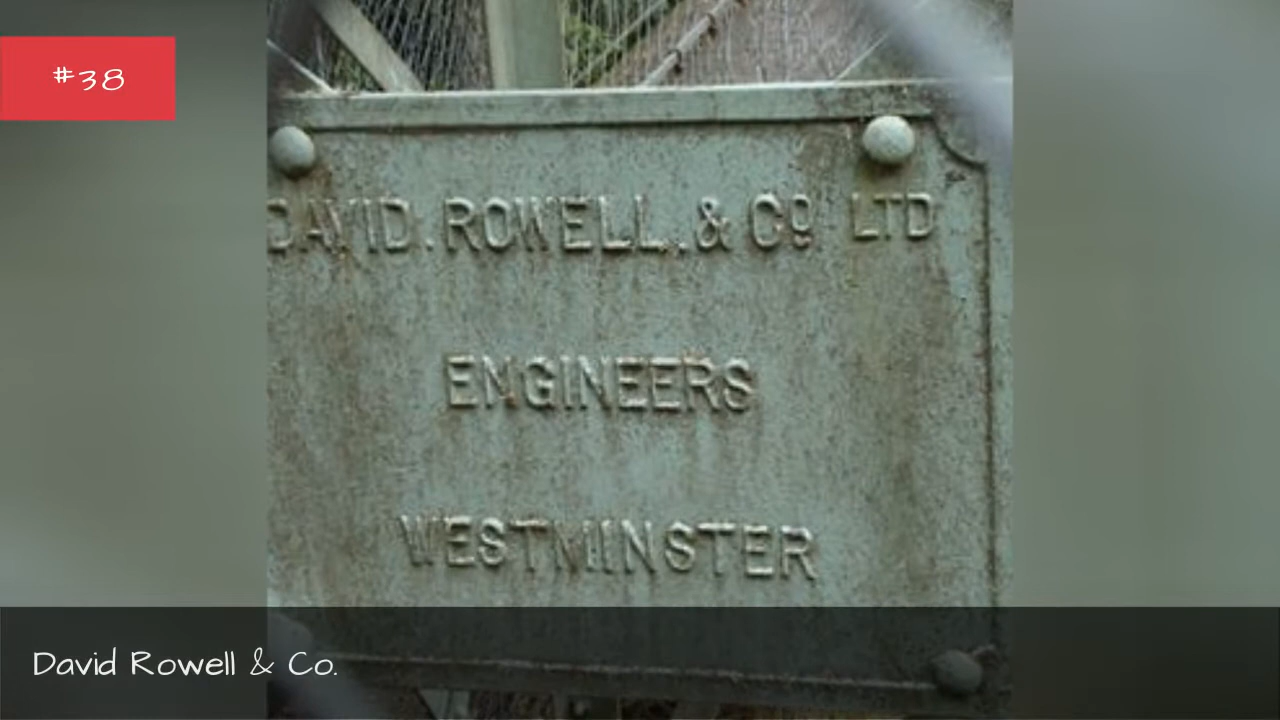 #38
DAVID. ROWELL. & Cº LTD
ENGINEERS
WESTMINSTER
David Rowell & Co.